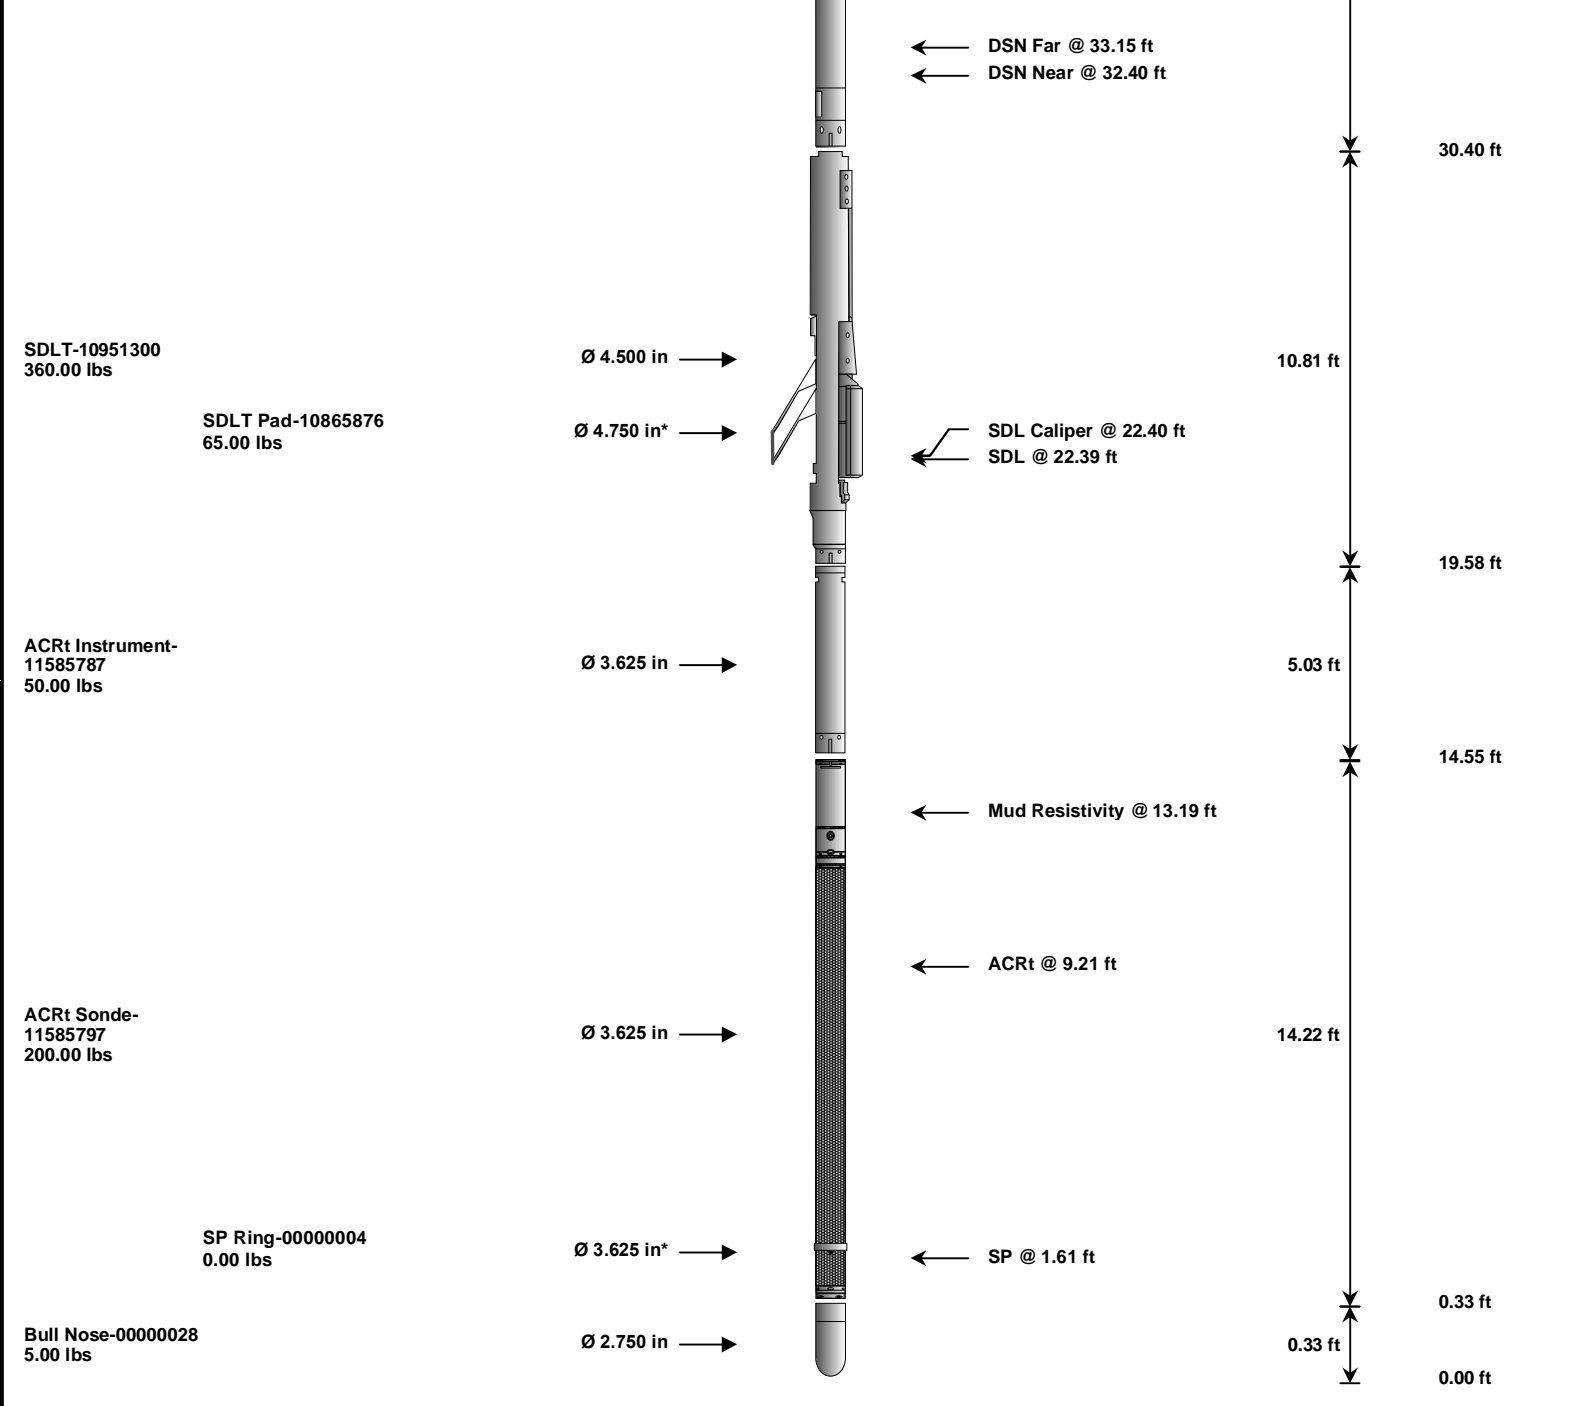 DSN Far @ 33.15 ft
DSN Near @ 32.40 ft
30.40 ft
SDLT-10951300
360.00 lbs
Ø 4.500 in
10.81 ft
SDLT Pad-10865876
65.00 lbs
Ø 4.750 in*
SDL Caliper @ 22.40 ft
SDL @ 22.39 ft
19.58 ft
ACRt Instrument-
11585787
50.00 lbs
Ø 3.625 in
5.03 ft
14.55 ft
Mud Resistivity @ 13.19 ft
ACRt @ 9.21 ft
ACRt Sonde-
11585797
200.00 lbs
Ø 3.625 in
14.22 ft
SP Ring-00000004
0.00 lbs
Ø 3.625 in*
SP @ 1.61 ft
0.33 ft
Bull Nose-00000028
5.00 lbs
Ø 2.750 in
0.33 ft
0.00 ft